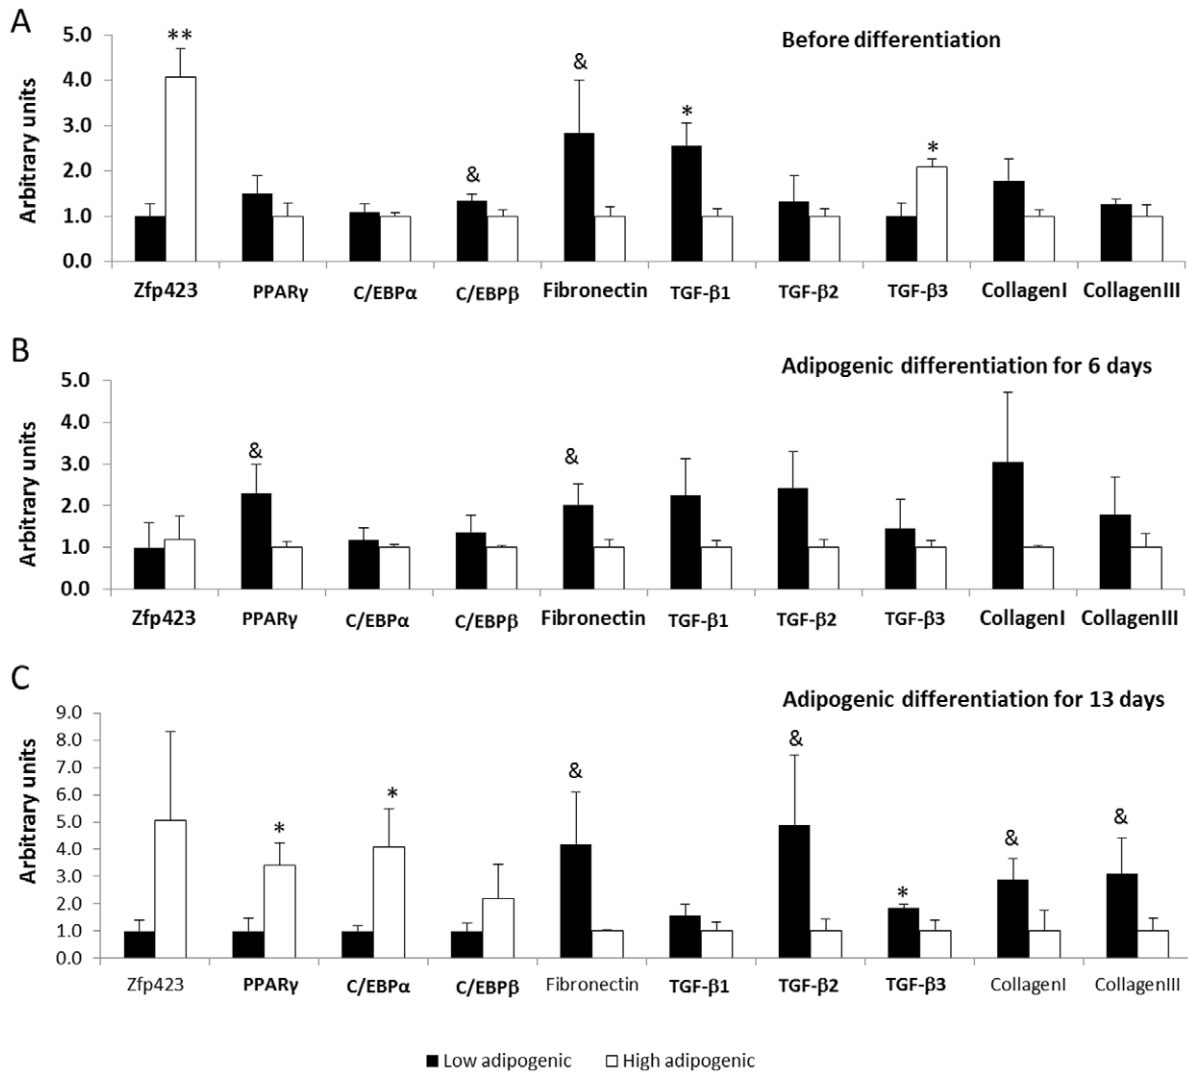 A
Before differentiation
Arbitrary units
5.0
4.0
3.0
2.0
1.0
0.0
**
&
&
*
*
Zfp423 PPARγ C/EBPα C/EBPβ Fibronectin TGF-β1 TGF-β2 TGF-β3 CollagenI CollagenIII
B
Adipogenic differentiation for 6 days
Arbitrary units
5.0
4.0
3.0
2.0
1.0
0.0
&
&
Zfp423 PPARγ C/EBPα C/EBPβ Fibronectin TGF-β1 TGF-β2 TGF-β3 CollagenI CollagenIII
C
Adipogenic differentiation for 13 days
Arbitrary units
9.0
8.0
7.0
6.0
5.0
4.0
3.0
2.0
1.0
0.0
*
*
&
&
*
&
&
Zfp423 PPARγ C/EBPα C/EBPβ Fibronectin TGF-β1 TGF-β2 TGF-β3 CollagenI CollagenIII
Low adipogenic High adipogenic